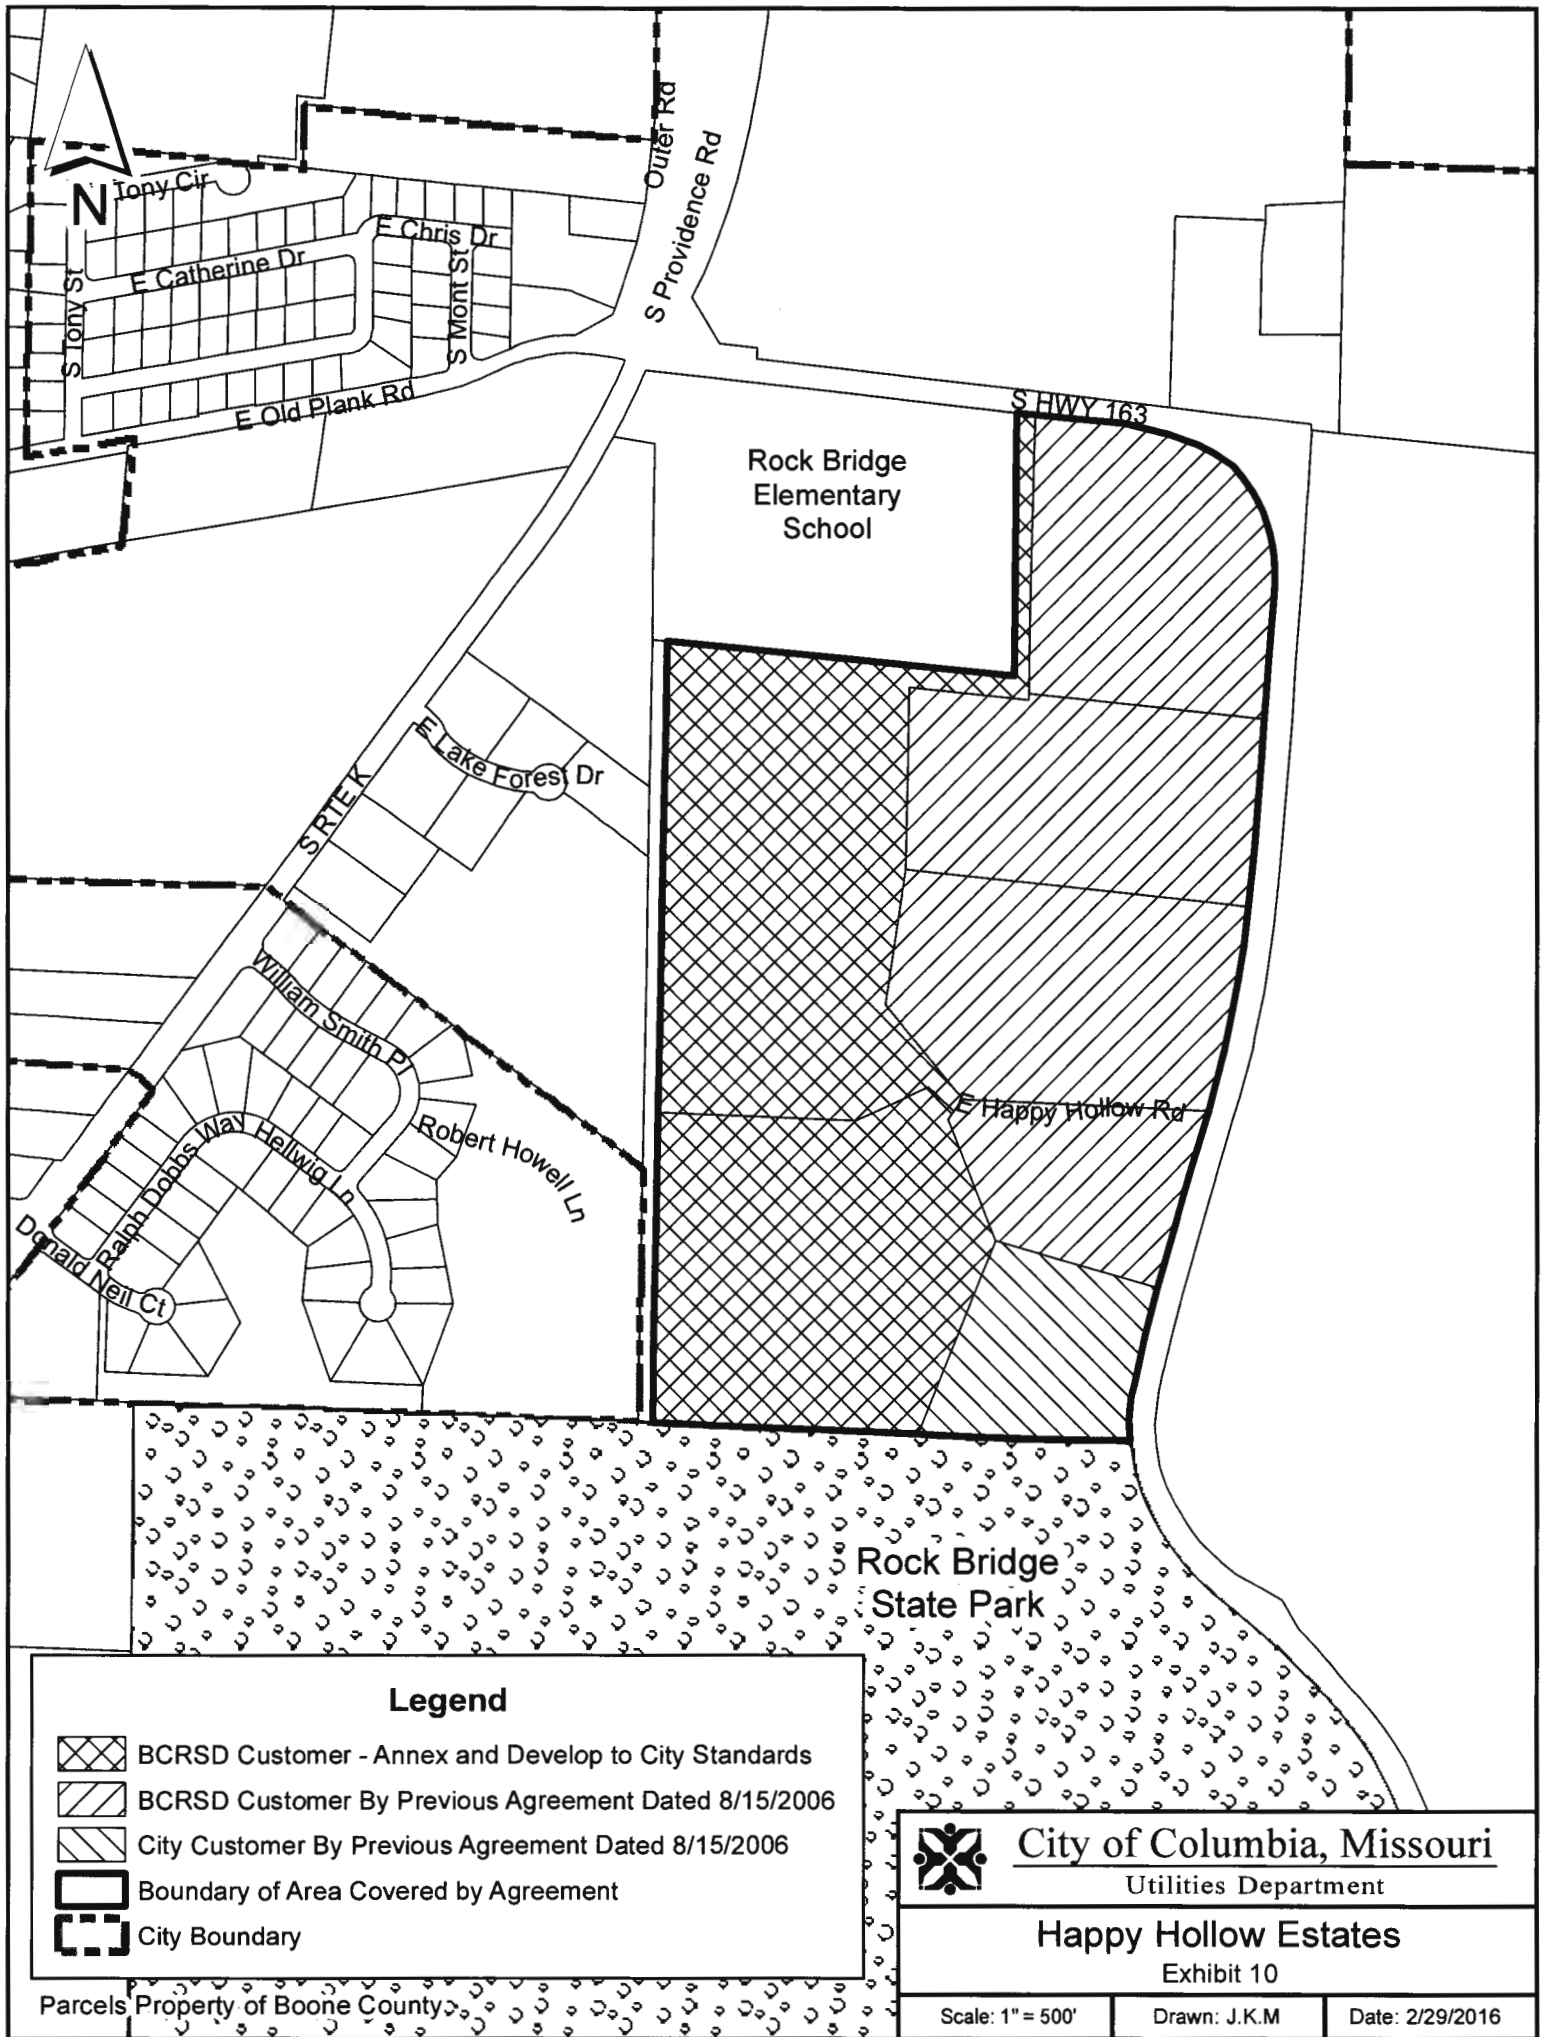 Outer Rd
S Providence Rd
N
Tony Cir
E Chris Dr
E Catherine Dr
S Tony St
S Mont St
E Old Plank Rd
S HWY 163
Rock Bridge
Elementary
School
E Lake Forest Dr
S RTE K
William Smith Pl
Robert Howell Ln
E Happy Hollow Rd
Ralph Dobbs Way
Hellwig Ln
Donald Neil Ct
Rock Bridge
State Park
Legend
BCRSD Customer - Annex and Develop to City Standards
BCRSD Customer By Previous Agreement Dated 8/15/2006
City Customer By Previous Agreement Dated 8/15/2006
Boundary of Area Covered by Agreement
City Boundary
Parcels Property of Boone County
City of Columbia, Missouri
Utilities Department
Happy Hollow Estates
Exhibit 10
Scale: 1" = 500'
Drawn: J.K.M
Date: 2/29/2016